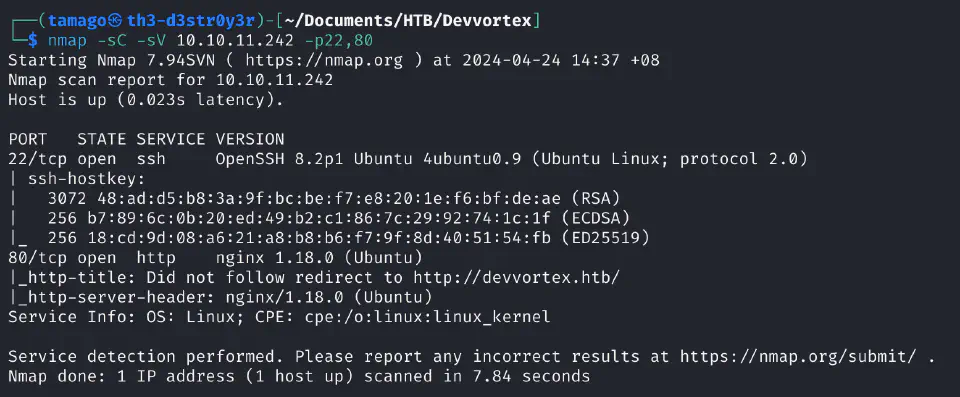 ┌──(tamago㉿th3-d3str0y3r)-[~/Documents/HTB/Devvortex]
└─$ nmap -sC -sV 10.10.11.242 -p22,80
Starting Nmap 7.94SVN ( https://nmap.org ) at 2024-04-24 14:37 +08
Nmap scan report for 10.10.11.242
Host is up (0.023s latency).

PORT   STATE SERVICE VERSION
22/tcp open  ssh     OpenSSH 8.2p1 Ubuntu 4ubuntu0.9 (Ubuntu Linux; protocol 2.0)
| ssh-hostkey:
|   3072 48:ad:d5:b8:3a:9f:bc:be:f7:e8:20:1e:f6:bf:de:ae (RSA)
|   256 b7:89:6c:0b:20:ed:49:b2:c1:86:7c:29:92:74:1c:1f (ECDSA)
|_  256 18:cd:9d:08:a6:21:a8:b8:b6:f7:9f:8d:40:51:54:fb (ED25519)
80/tcp open  http    nginx 1.18.0 (Ubuntu)
|_http-title: Did not follow redirect to http://devvortex.htb/
|_http-server-header: nginx/1.18.0 (Ubuntu)
Service Info: OS: Linux; CPE: cpe:/o:linux:linux_kernel

Service detection performed. Please report any incorrect results at https://nmap.org/submit/ .
Nmap done: 1 IP address (1 host up) scanned in 7.84 seconds